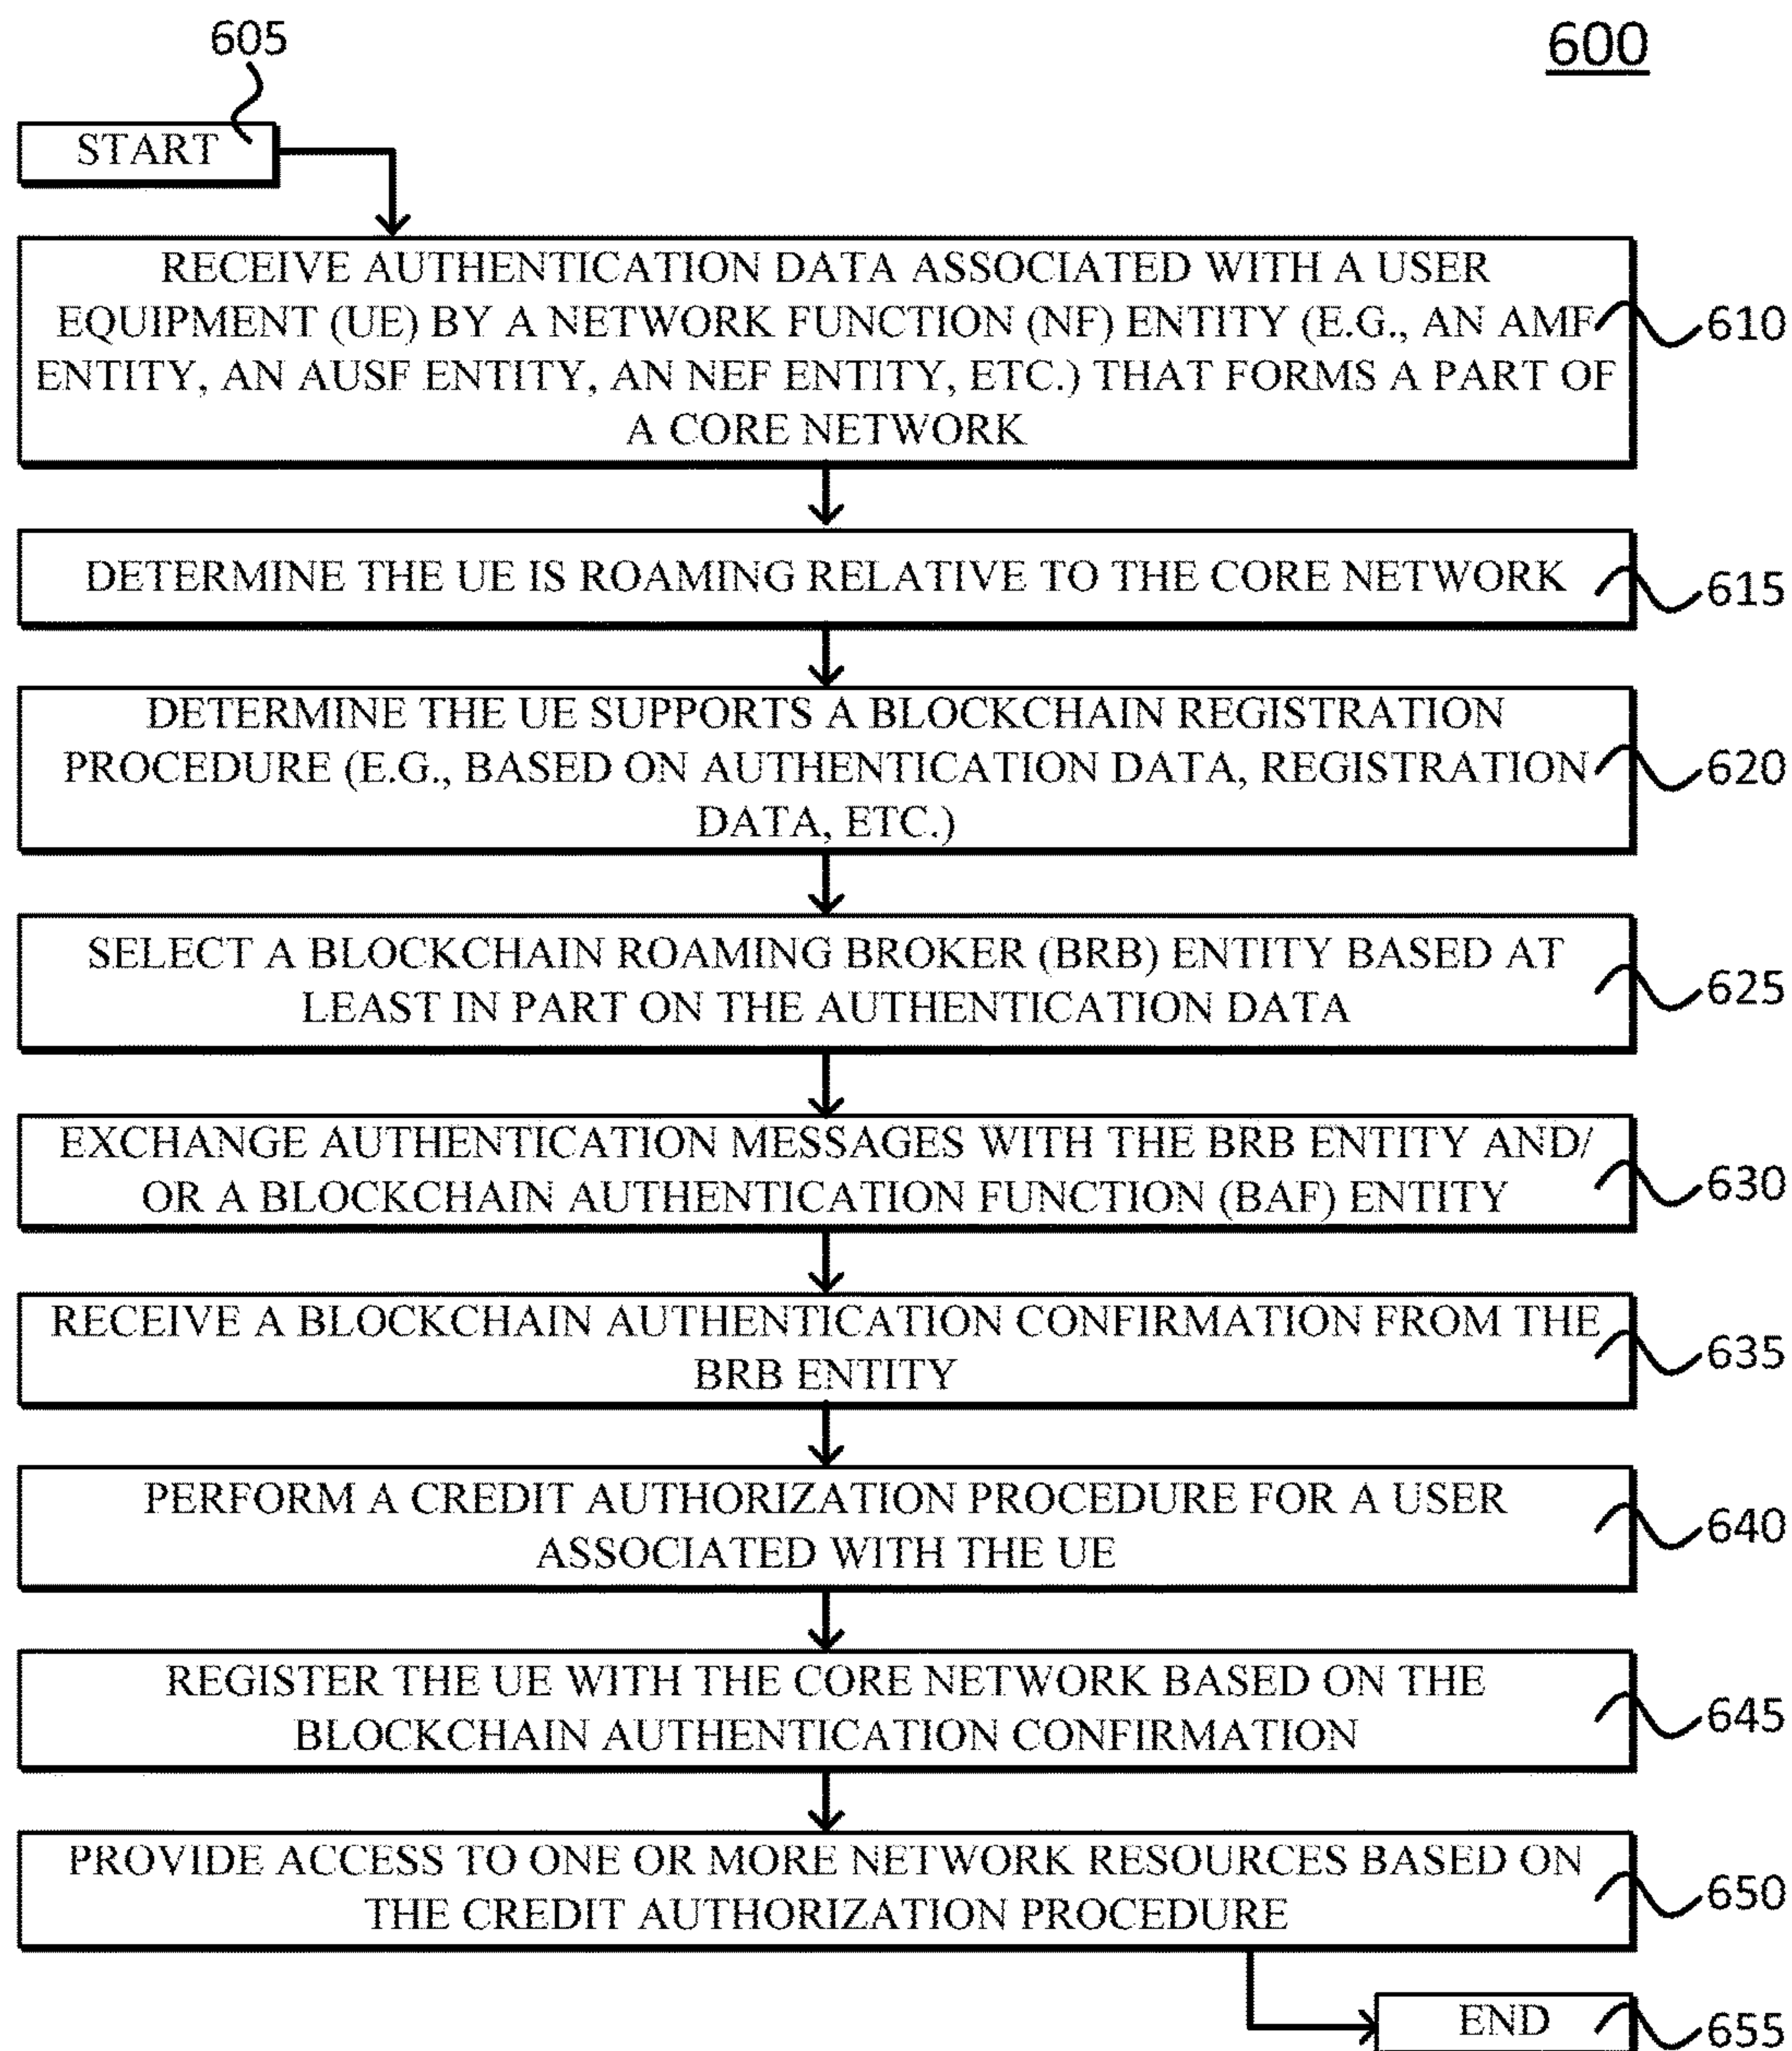 605
600
START
RECEIVE AUTHENTICATION DATA ASSOCIATED WITH A USER
EQUIPMENT (UE) BY A NETWORK FUNCTION (NF) ENTITY (E.G., AN AMF
ENTITY, AN AUSF ENTITY, AN NEF ENTITY, ETC.) THAT FORMS A PART OF
A CORE NETWORK
610
DETERMINE THE UE IS ROAMING RELATIVE TO THE CORE NETWORK
615
DETERMINE THE UE SUPPORTS A BLOCKCHAIN REGISTRATION
PROCEDURE (E.G., BASED ON AUTHENTICATION DATA, REGISTRATION
DATA, ETC.)
620
SELECT A BLOCKCHAIN ROAMING BROKER (BRB) ENTITY BASED AT
LEAST IN PART ON THE AUTHENTICATION DATA
625
EXCHANGE AUTHENTICATION MESSAGES WITH THE BRB ENTITY AND/
OR A BLOCKCHAIN AUTHENTICATION FUNCTION (BAF) ENTITY
630
RECEIVE A BLOCKCHAIN AUTHENTICATION CONFIRMATION FROM THE
BRB ENTITY
635
PERFORM A CREDIT AUTHORIZATION PROCEDURE FOR A USER
ASSOCIATED WITH THE UE
640
REGISTER THE UE WITH THE CORE NETWORK BASED ON THE
BLOCKCHAIN AUTHENTICATION CONFIRMATION
645
PROVIDE ACCESS TO ONE OR MORE NETWORK RESOURCES BASED ON
THE CREDIT AUTHORIZATION PROCEDURE
650
END
655